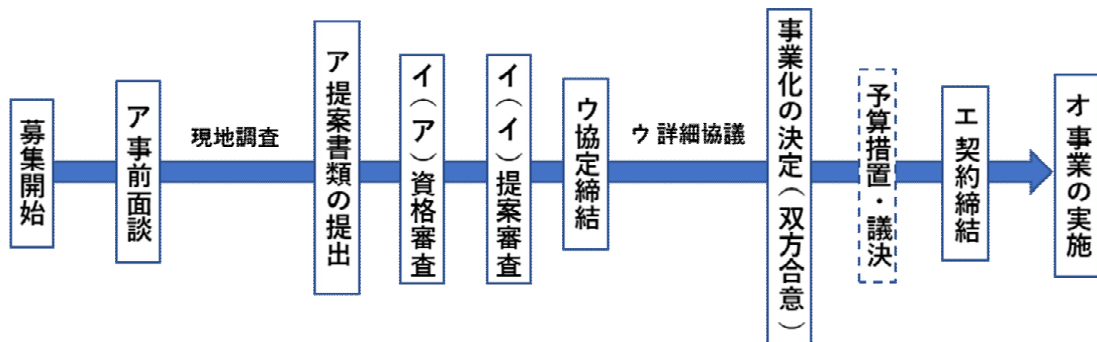 募集開始
ア 事前面談
現地調査
ア 提案書類の提出
イ（ア）資格審査
イ（イ）提案審査
ウ 協定締結
ウ 詳細協議
事業化の決定（双方合意）
予算措置・議決
エ 契約締結
オ 事業の実施